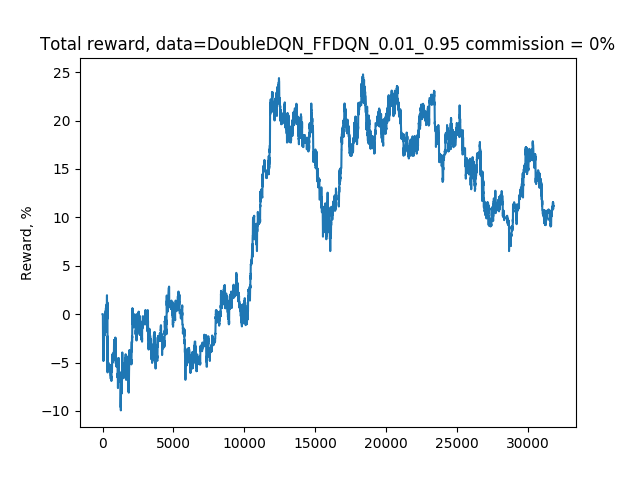 Total reward, data=DoubleDQN_FFDQN_0.01_0.95 commission = 0%
25
20
15
10
5
0
−5
−10
Reward, %
0 5000 10000 15000 20000 25000 30000